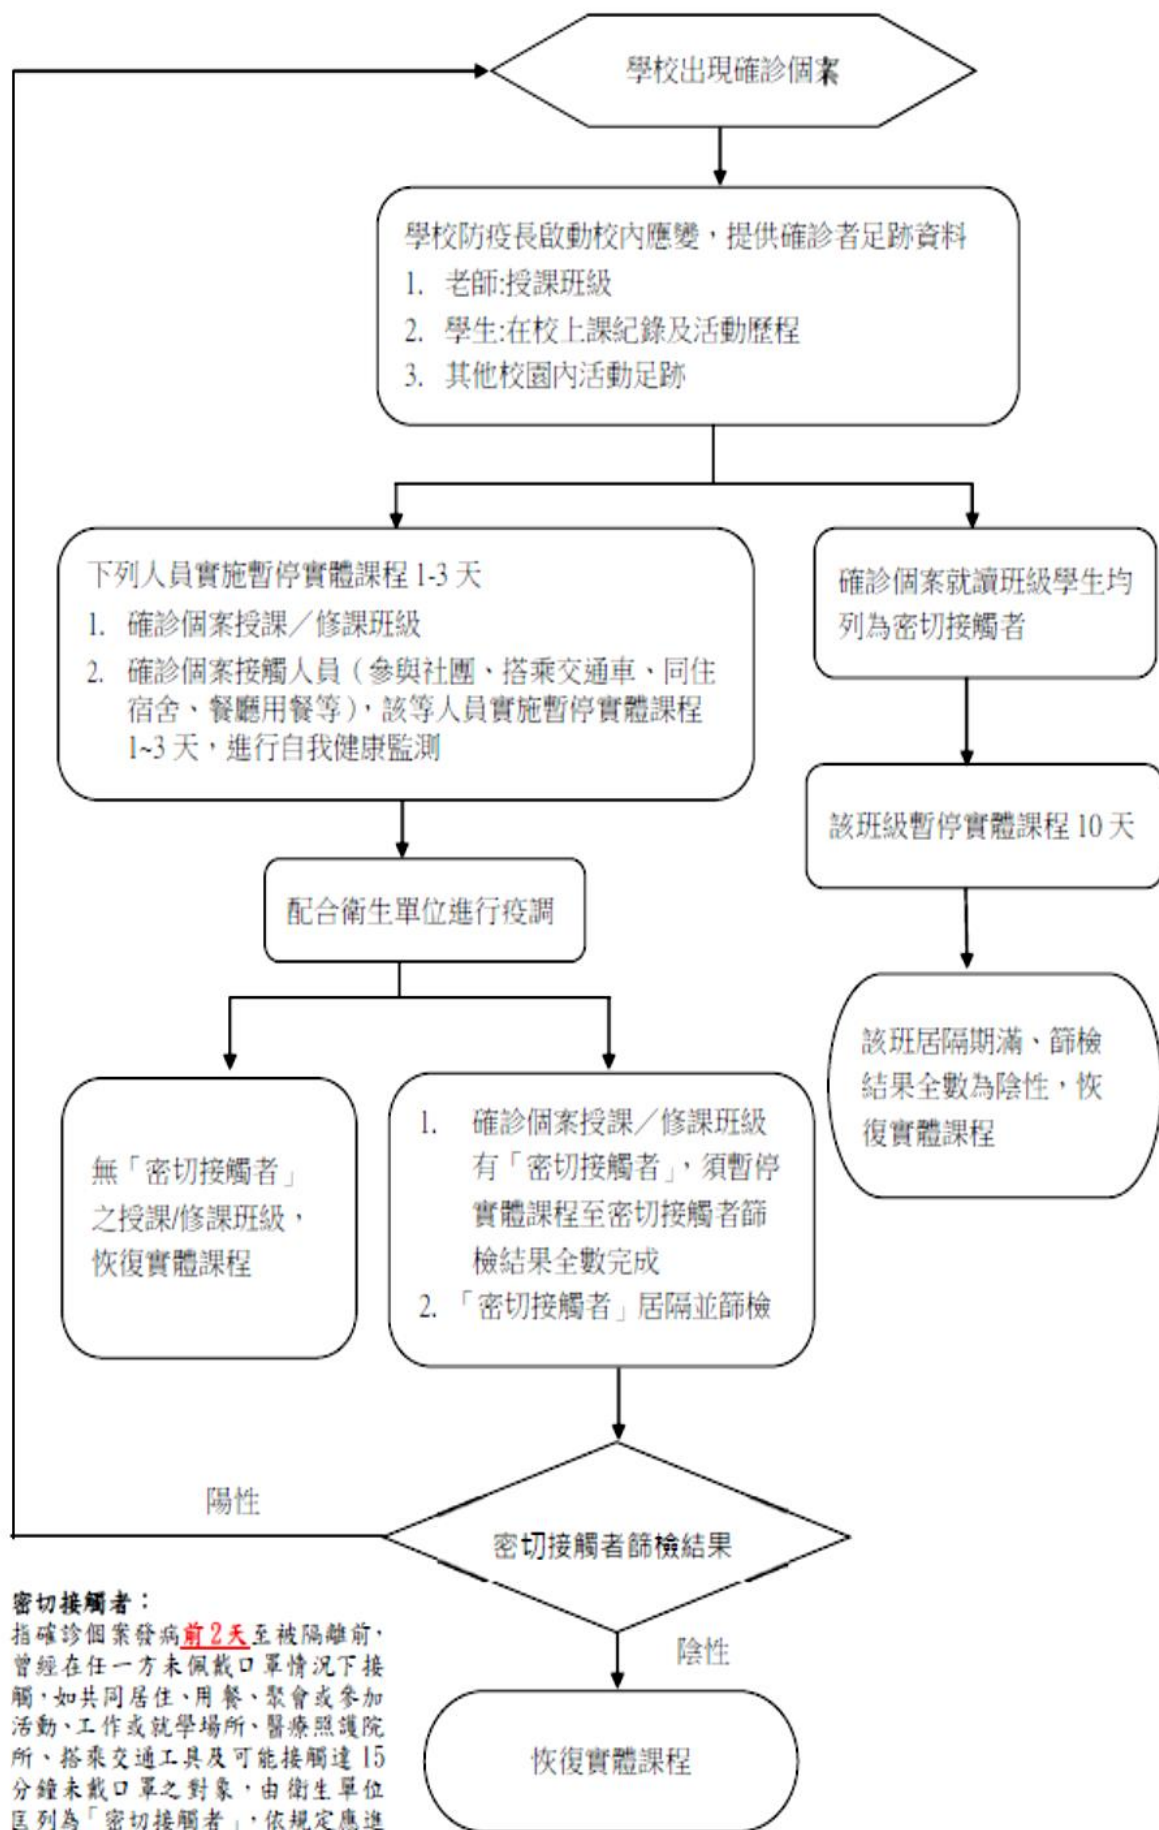 學校出現確診個案
學校防疫長啟動校內應變，提供確診者足跡資料
1. 老師:授課班級
2. 學生:在校上課紀錄及活動歷程
3. 其他校園內活動足跡
下列人員實施暫停實體課程 1-3 天
1. 確診個案授課／修課班級
2. 確診個案接觸人員（參與社團、搭乘交通車、同住
宿舍、餐廳用餐等），該等人員實施暫停實體課程
1~3 天，進行自我健康監測
確診個案就讀班級學生均
列為密切接觸者
該班級暫停實體課程 10 天
配合衛生單位進行疫調
該班居隔期滿、篩檢
結果全數為陰性，恢
復實體課程
無「密切接觸者」
之授課/修課班級，
恢復實體課程
1. 確診個案授課／修課班級
有「密切接觸者」，須暫停
實體課程至密切接觸者篩
檢結果全數完成
2. 「密切接觸者」居隔並篩檢
陽性
密切接觸者篩檢結果
陰性
恢復實體課程
密切接觸者：
指確診個案發病前2天至被隔離前，
曾經在任一方未佩戴口罩情況下接
觸，如共同居住、用餐、聚會或參加
活動、工作或就學場所、醫療照護院
所、搭乘交通工具及可能接觸達 15
分鐘未戴口罩之對象，由衛生單位
匡列為「密切接觸者」，依規定應進